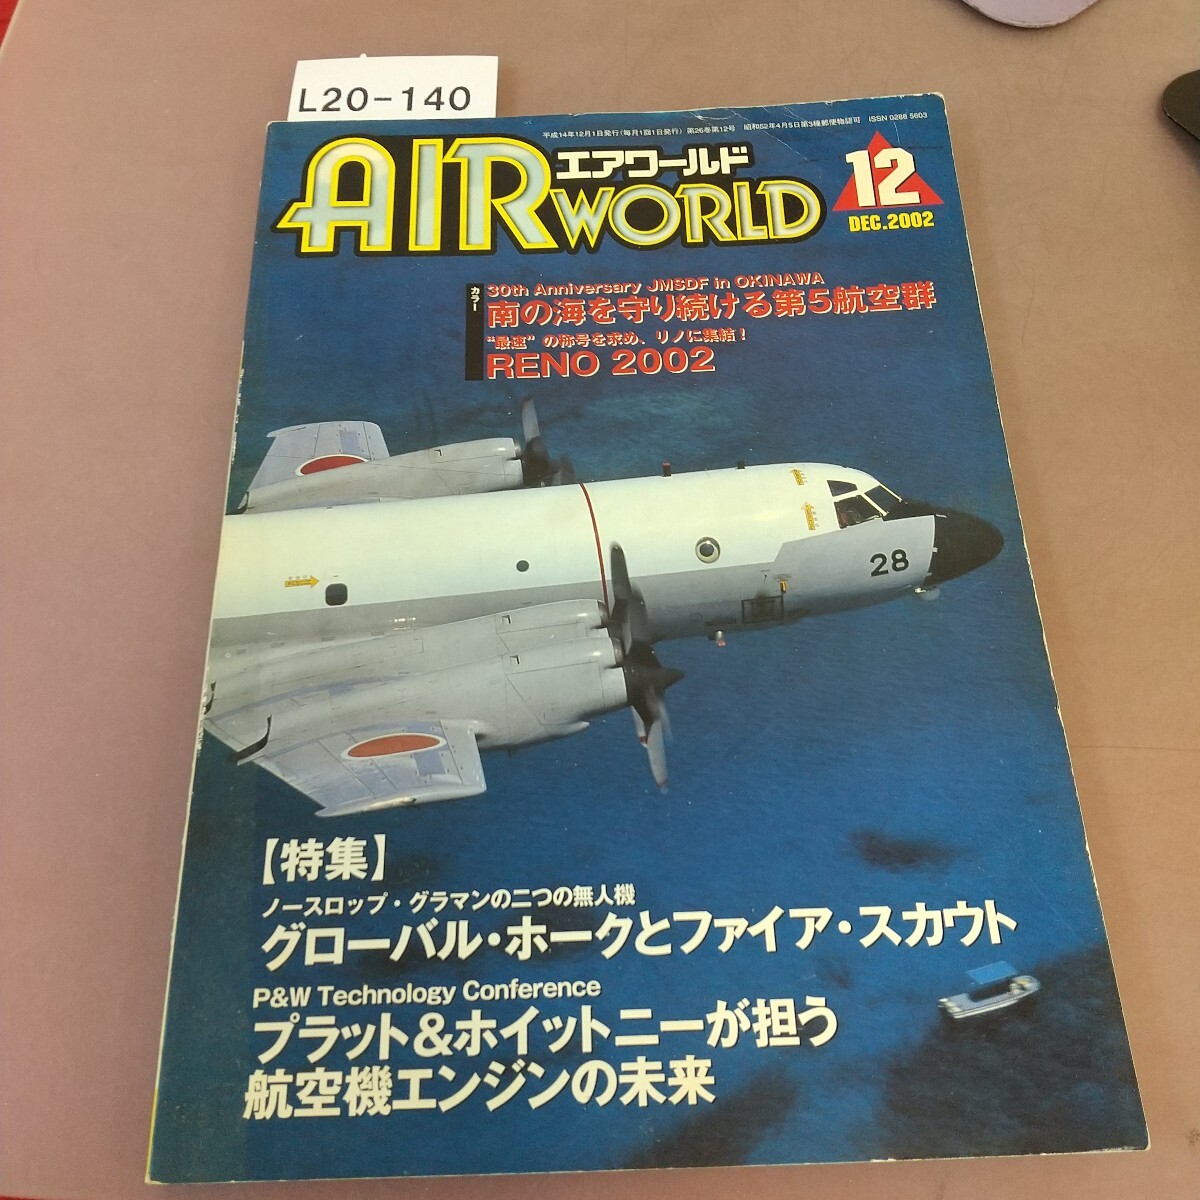 L20-140
平成14年12月1日発行(毎月1回1日発行) 第26巻第12号 昭和52年4月5日第3種郵便物認可 ISSN 0288 5603
エアワールド
AIR WORLD
12
DEC.2002
カラー
30th Anniversary JMSDF in OKINAWA
南の海を守り続ける第5航空群
“最速”の称号を求め、リノに集結!
RENO 2002
28
【特集】
ノースロップ・グラマンの二つの無人機
グローバル・ホークとファイア・スカウト
P&W Technology Conference
プラット&ホイットニーが担う
航空機エンジンの未来